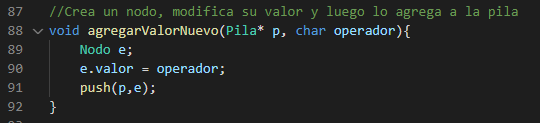 87 //Crea un nodo, modifica su valor y luego lo agrega a la pila
88 void agregarValorNuevo(Pila* p, char operador){
89 Nodo e;
90 e.valor = operador;
91 push(p,e);
92 }